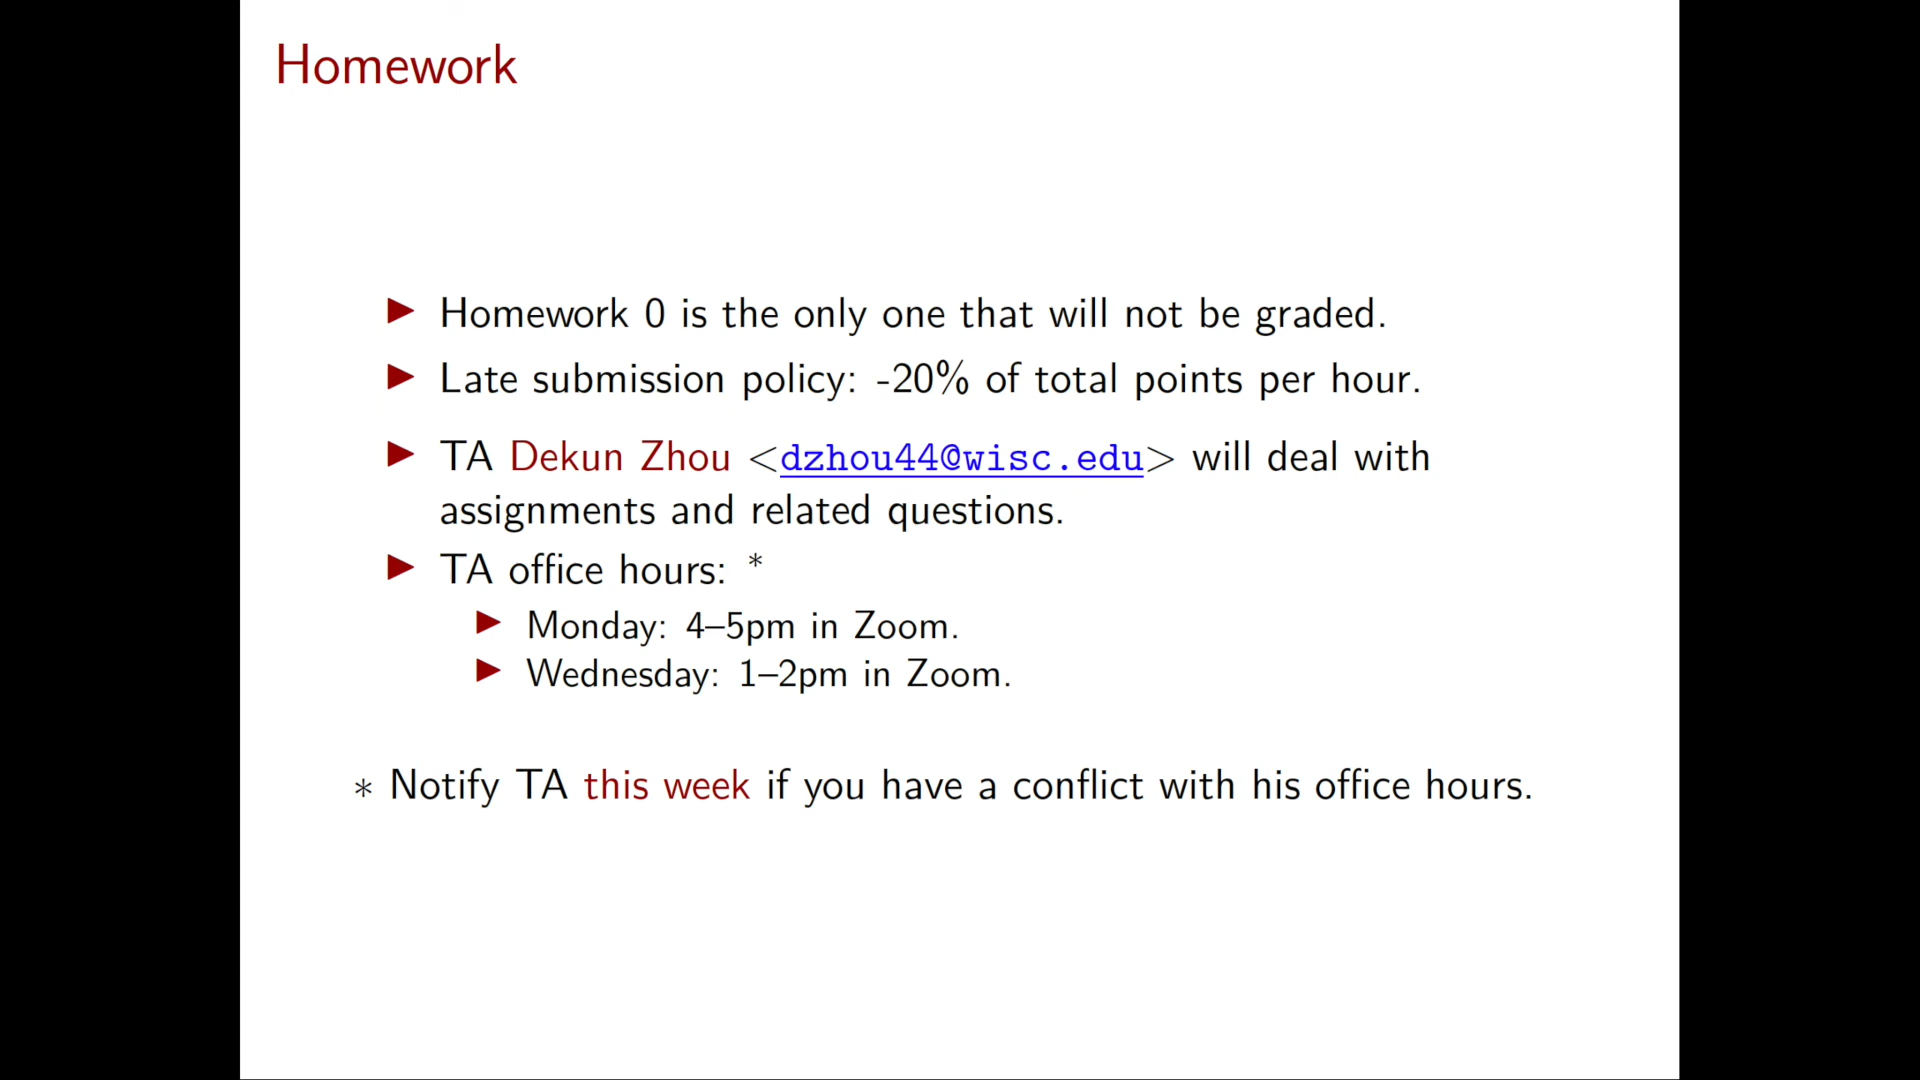 Homework
▶ Homework 0 is the only one that will not be graded.
▶ Late submission policy: -20% of total points per hour.
▶ TA Dekun Zhou <dzhou44@wisc.edu> will deal with
assignments and related questions.
▶ TA office hours: *
▶ Monday: 4–5pm in Zoom.
▶ Wednesday: 1–2pm in Zoom.
* Notify TA this week if you have a conflict with his office hours.